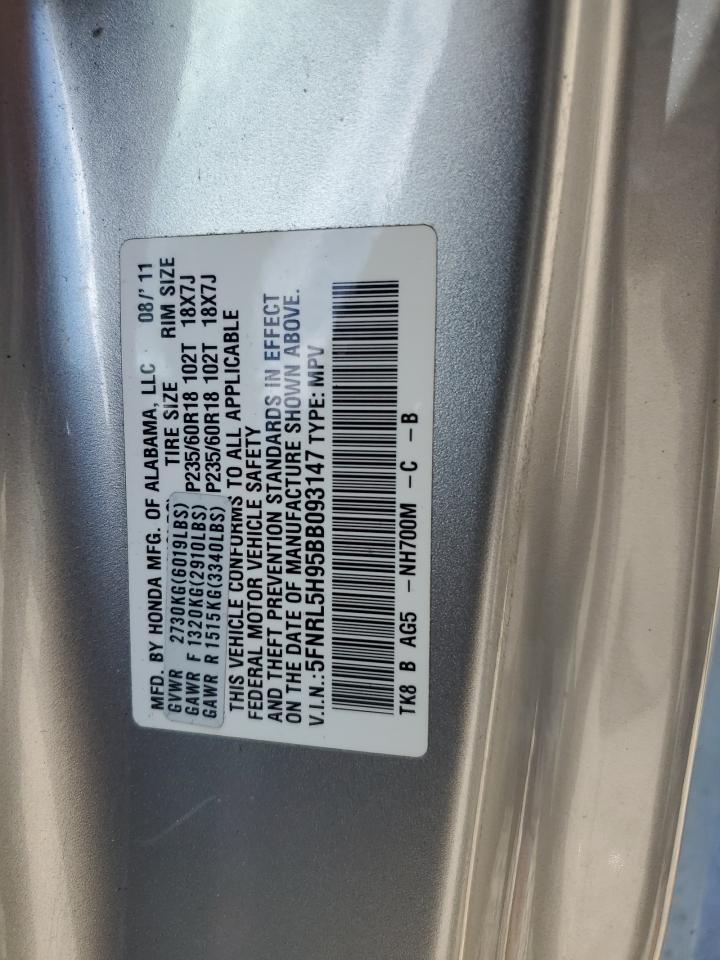 MFD. BY HONDA MFG. OF ALABAMA, LLC 08/'11
TIRE SIZE RIM SIZE
GVWR 2730KG(6019LBS)
GAWR F 1320KG(2910LBS) P235/60R18 102T 18X7J
GAWR R 1515KG(3340LBS) P235/60R18 102T 18X7J
THIS VEHICLE CONFORMS TO ALL APPLICABLE
FEDERAL MOTOR VEHICLE SAFETY
AND THEFT PREVENTION STANDARDS IN EFFECT
ON THE DATE OF MANUFACTURE SHOWN ABOVE.
V.I.N.:5FNRL5H95BB093147 TYPE: MPV
TK8 B AG5 -NH700M -C -B